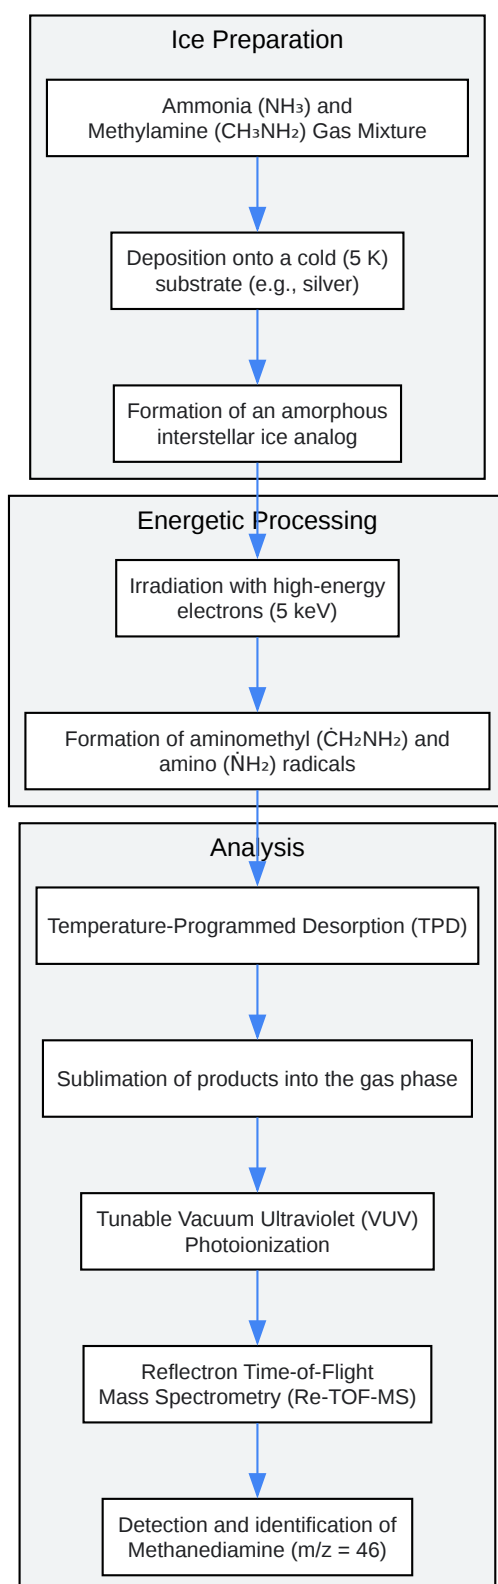 Ice Preparation
Ammonia (NH₃) and
Methylamine (CH₃NH₂) Gas Mixture
Deposition onto a cold (5 K)
substrate (e.g., silver)
Formation of an amorphous
interstellar ice analog
Energetic Processing
Irradiation with high-energy
electrons (5 keV)
Formation of aminomethyl (ĊH₂NH₂) and
amino (ṄH₂) radicals
Analysis
Temperature-Programmed Desorption (TPD)
Sublimation of products into the gas phase
Tunable Vacuum Ultraviolet (VUV)
Photoionization
Reflectron Time-of-Flight
Mass Spectrometry (Re-TOF-MS)
Detection and identification of
Methanediamine (m/z = 46)